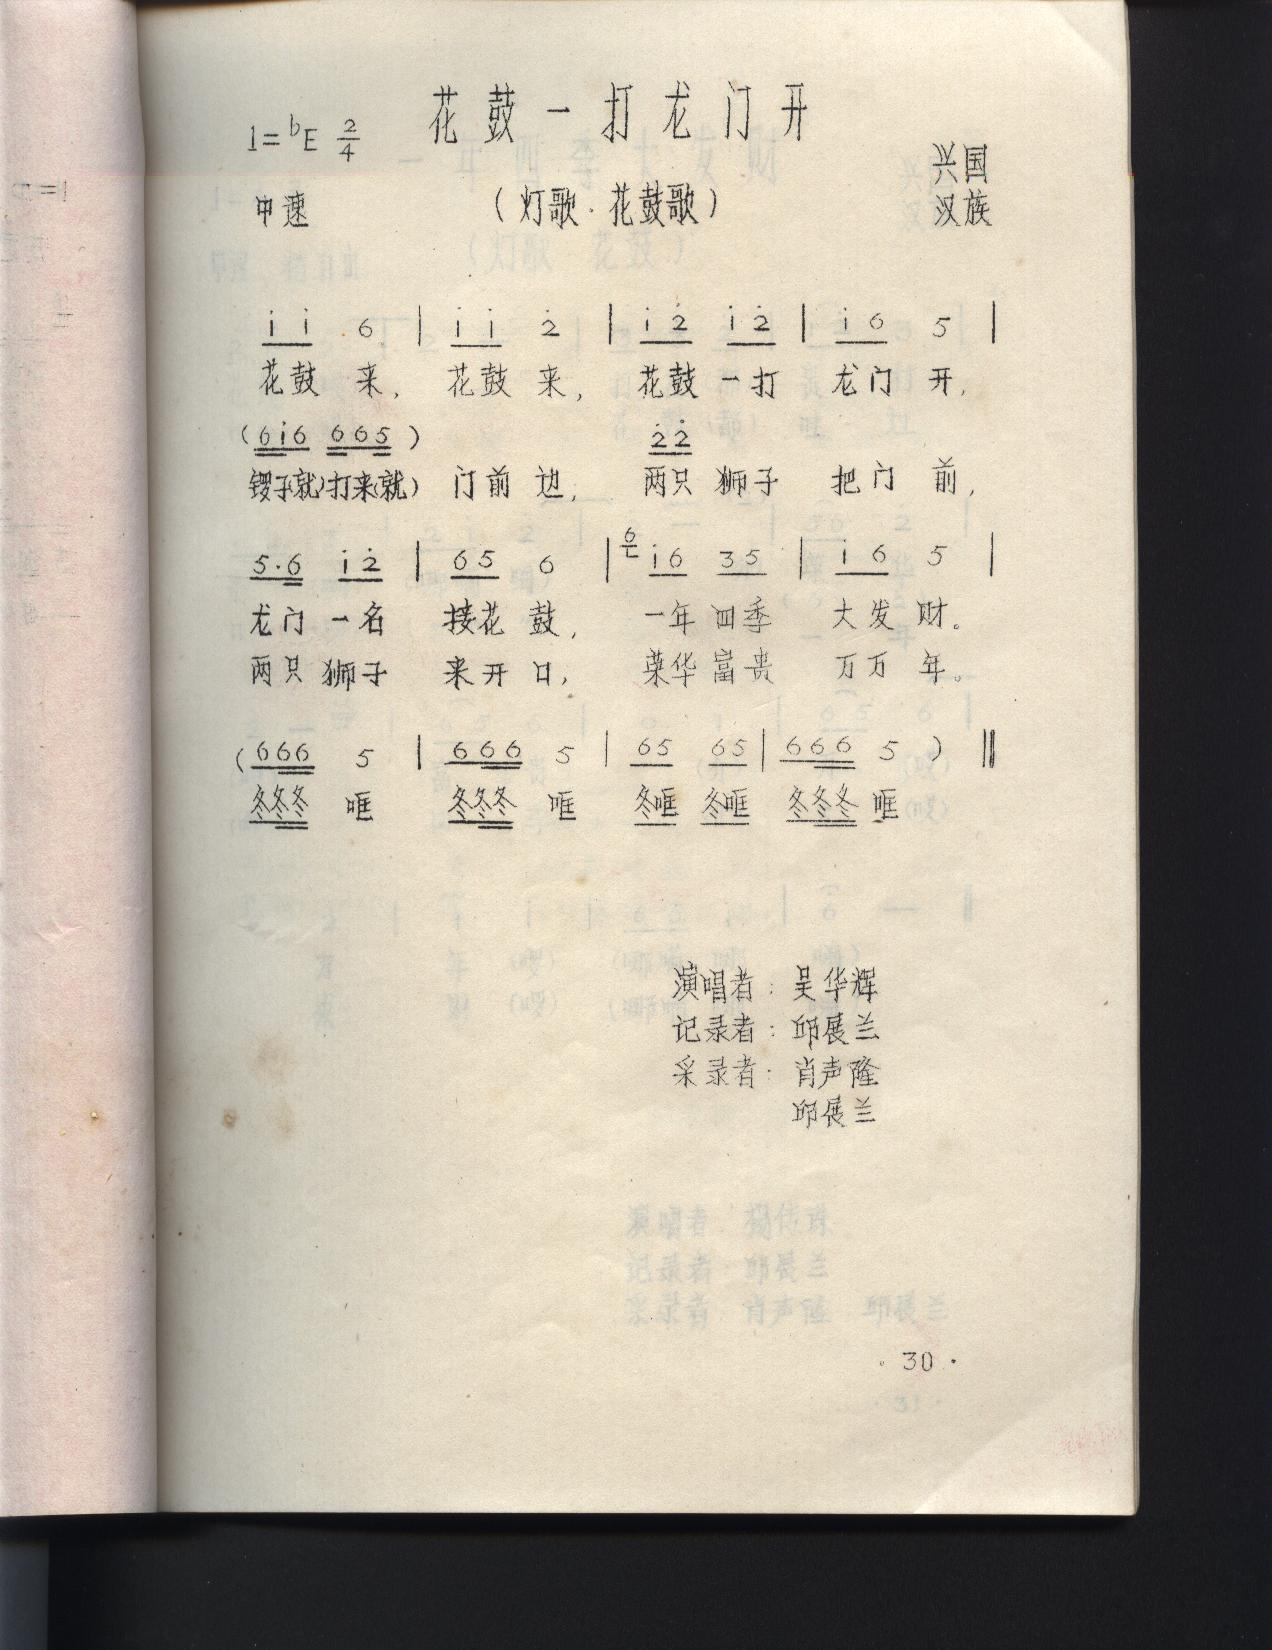 花鼓一打龙门开
1=ᵇE 2/4
兴国
中速
(灯歌·花鼓歌)
汉族
i̇ i̇ 6 | i̇ i̇ 2̇ | i̇ 2̇ i̇ 2̇ | i̇ 6 5 |
花鼓 来, 花鼓 来, 花鼓 一打 龙门 开,
(6i̇6 665) 2̇2̇
锣子(就)打来(就) 门前 边, 两只 狮子 把门 前,
5·6 i̇ 2̇ | 65 6 | 6 i̇6 35 | i̇ 6 5 |
龙门 一名 接花 鼓, 一年 四季 大发 财。
两只 狮子 来开 口, 荣华 富贵 万万 年。
(666 5 | 666 5 | 65 65 | 666 5 ) ‖
冬冬冬 哐 冬冬冬 哐 冬哐 冬哐 冬冬冬 哐
演唱者: 吴华辉
记录者: 邱展兰
采录者: 肖声隆
邱展兰
·30·